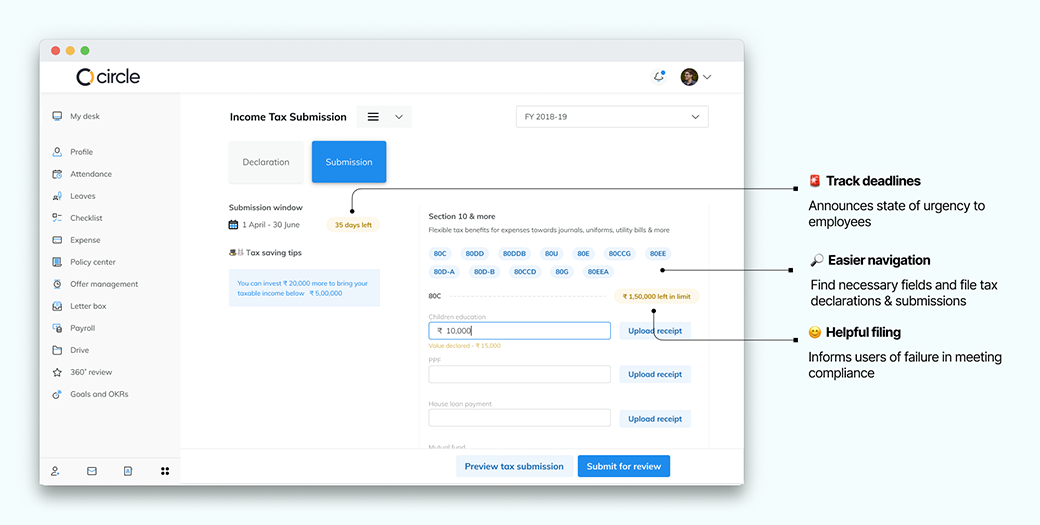 circle
My desk
Profile
Attendance
Leaves
Checklist
Expense
Policy center
Offer management
Letter box
Payroll
Drive
360° review
Goals and OKRs
Income Tax Submission
FY 2018-19
Declaration
Submission
Submission window
1 April - 30 June
35 days left
Tax saving tips
You can invest ₹ 20,000 more to bring your
taxable income below ₹ 5,00,000
Section 10 & more
Flexible tax benefits for expenses towards journals, uniforms, utility bills & more
80C 80DD 80DDB 80U 80E 80CCG 80EE
80D-A 80D-B 80CCD 80G 80EEA
80C
₹ 1,50,000 left in limit
Children education
₹ 10,000
Upload receipt
Value declared - ₹ 15,000
PPF
Upload receipt
House loan payment
Upload receipt
Mutual fund
Preview tax submission
Submit for review
🚨 Track deadlines
Announces state of urgency to
employees
🔎 Easier navigation
Find necessary fields and file tax
declarations & submissions
😊 Helpful filing
Informs users of failure in meeting
compliance